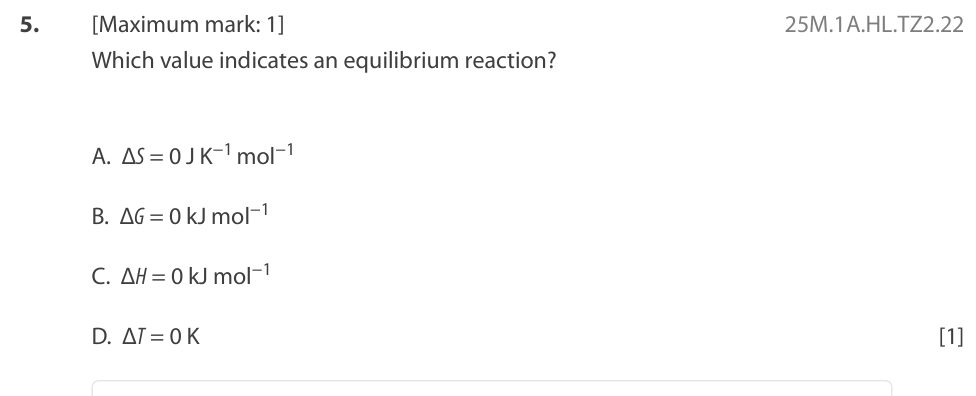 5. [Maximum mark: 1] 25M.1A.HL.TZ2.22
Which value indicates an equilibrium reaction?
A. ΔS = 0 J K⁻¹ mol⁻¹
B. ΔG = 0 kJ mol⁻¹
C. ΔH = 0 kJ mol⁻¹
D. ΔT = 0 K [1]